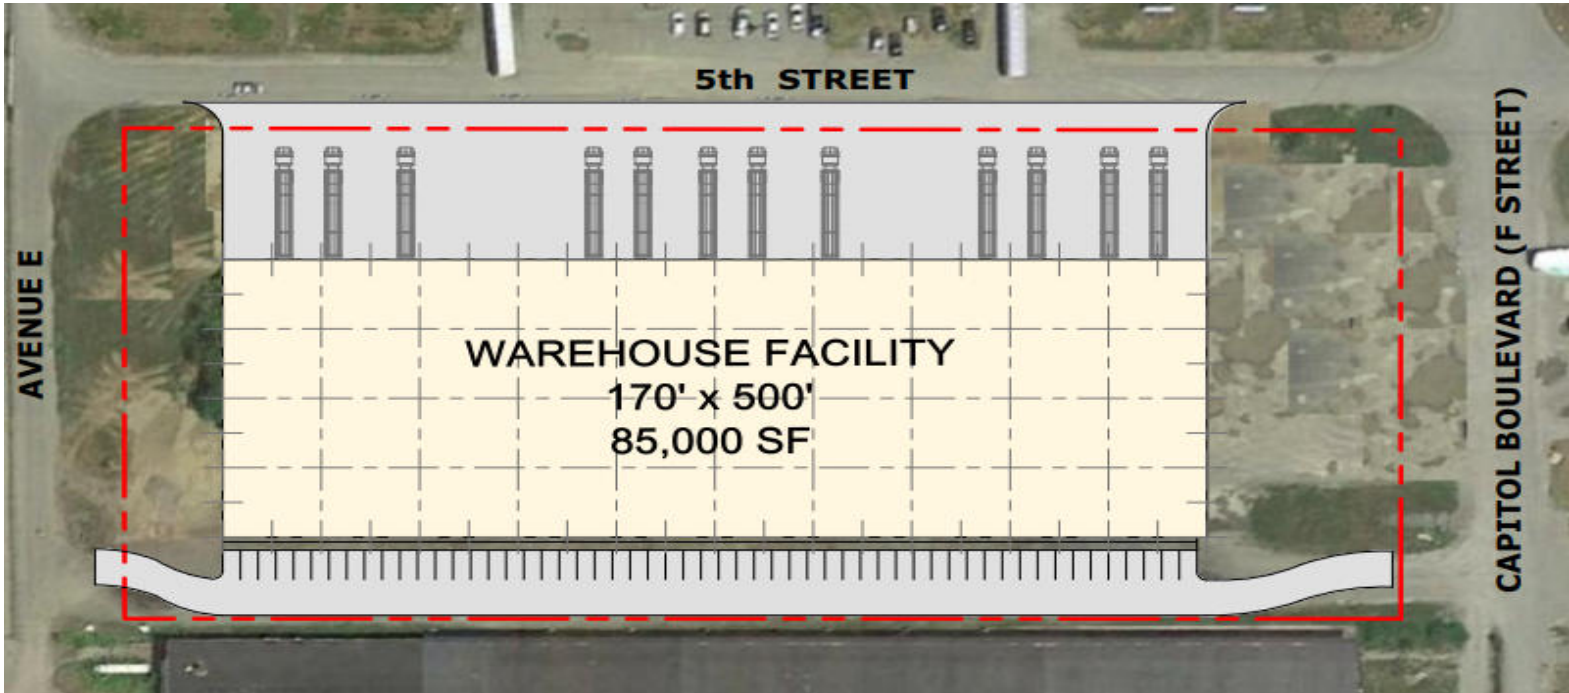 5th STREET
AVENUE E
WAREHOUSE FACILITY
170' x 500'
85,000 SF
CAPITOL BOULEVARD (F STREET)